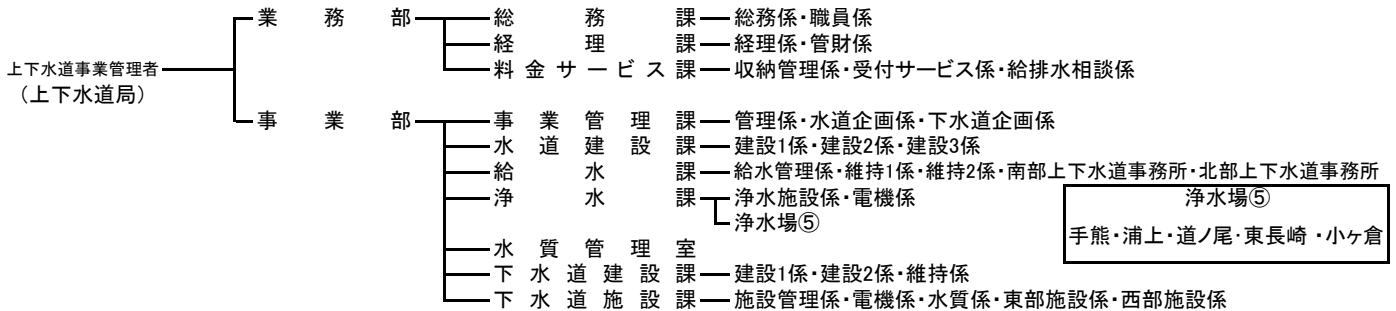 業務部 総務課 総務係・職員係
経理課 経理係・管財係
上下水道事業管理者 料金サービス課 収納管理係・受付サービス係・給排水相談係
(上下水道局)
事業部 事業管理課 管理係・水道企画係・下水道企画係
水道建設課 建設1係・建設2係・建設3係
給水課 給水管理係・維持1係・維持2係・南部上下水道事務所・北部上下水道事務所
浄水課 浄水施設係・電機係
浄水場⑤
浄水場⑤
手熊・浦上・道ノ尾・東長崎・小ヶ倉
水質管理室
下水道建設課 建設1係・建設2係・維持係
下水道施設課 施設管理係・電機係・水質係・東部施設係・西部施設係